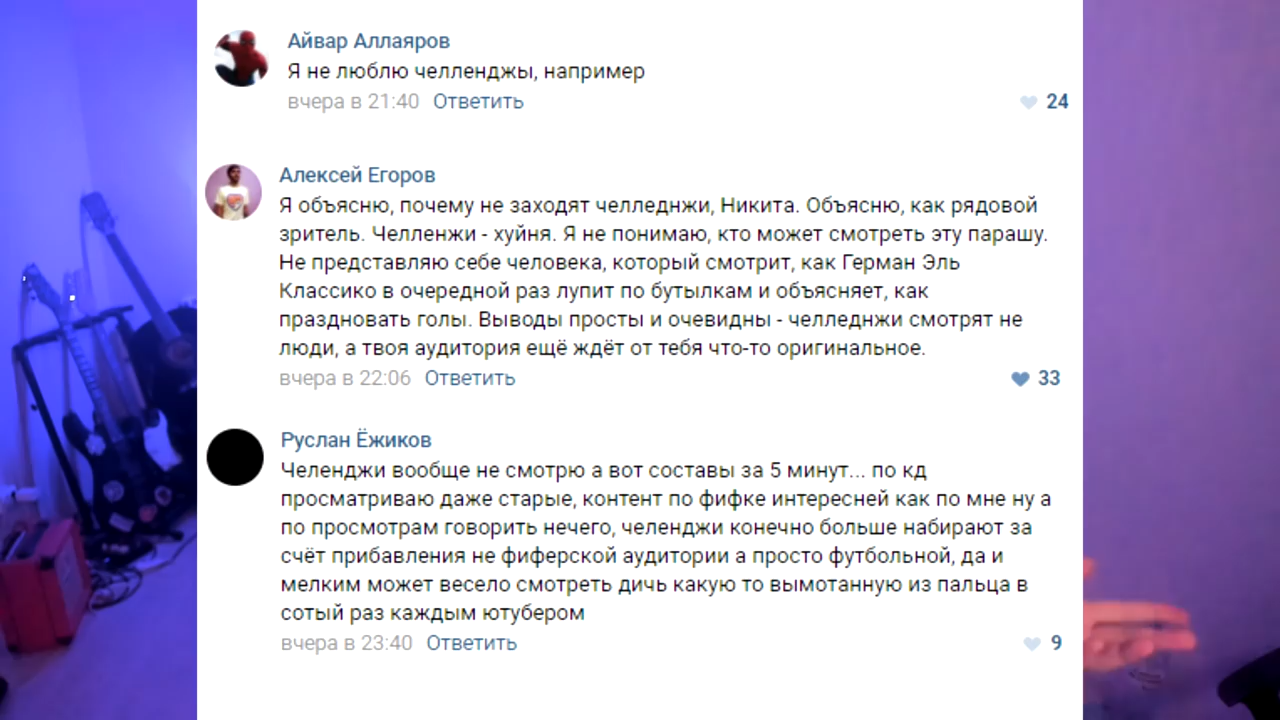 Айвар Аллаяров
Я не люблю челленджы, например
вчера в 21:40 Ответить 24
Алексей Егоров
Я объясню, почему не заходят челледнжи, Никита. Объясню, как рядовой
зритель. Челленжи - хуйня. Я не понимаю, кто может смотреть эту парашу.
Не представляю себе человека, который смотрит, как Герман Эль
Классико в очередной раз лупит по бутылкам и объясняет, как
праздновать голы. Выводы просты и очевидны - челледнжи смотрят не
люди, а твоя аудитория ещё ждёт от тебя что-то оригинальное.
вчера в 22:06 Ответить 33
Руслан Ёжиков
Челенджи вообще не смотрю а вот составы за 5 минут... по кд
просматриваю даже старые, контент по фифке интересней как по мне ну а
по просмотрам говорить нечего, челенджи конечно больше набирают за
счёт прибавления не фиферской аудитории а просто футбольной, да и
мелким может весело смотреть дичь какую то вымотанную из пальца в
сотый раз каждым ютубером
вчера в 23:40 Ответить 9